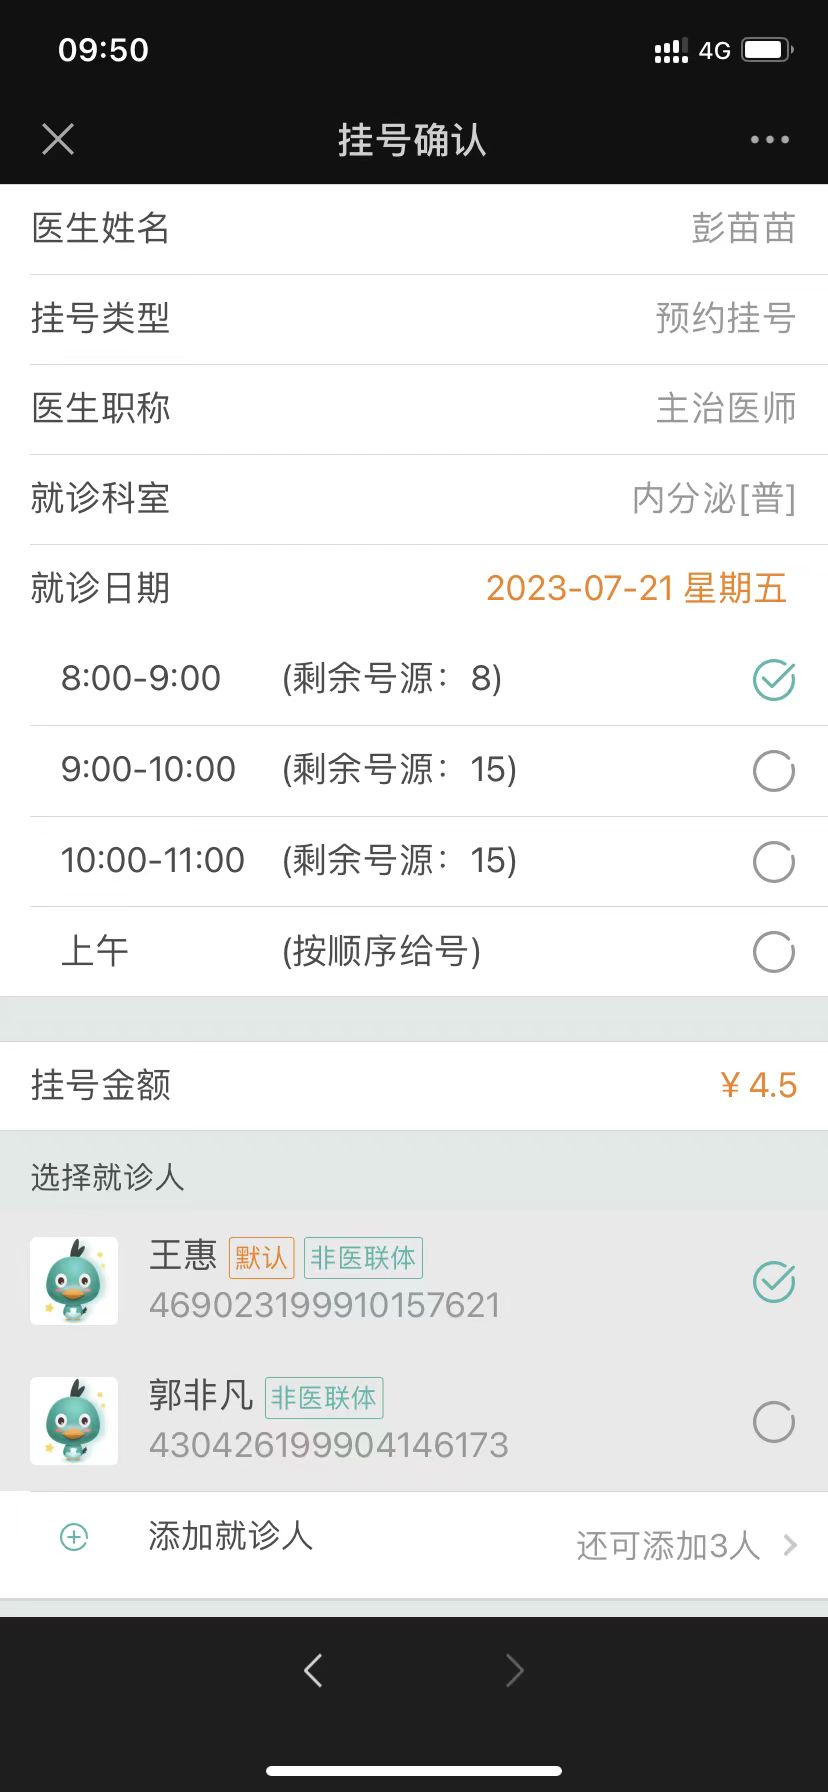 09:50 4G
挂号确认
医生姓名 彭苗苗
挂号类型 预约挂号
医生职称 主治医师
就诊科室 内分泌[普]
就诊日期 2023-07-21 星期五
8:00-9:00 (剩余号源：8)
9:00-10:00 (剩余号源：15)
10:00-11:00 (剩余号源：15)
上午 (按顺序给号)
挂号金额 ¥ 4.5
选择就诊人
王惠 默认 非医联体
469023199910157621
郭非凡 非医联体
430426199904146173
添加就诊人 还可添加3人